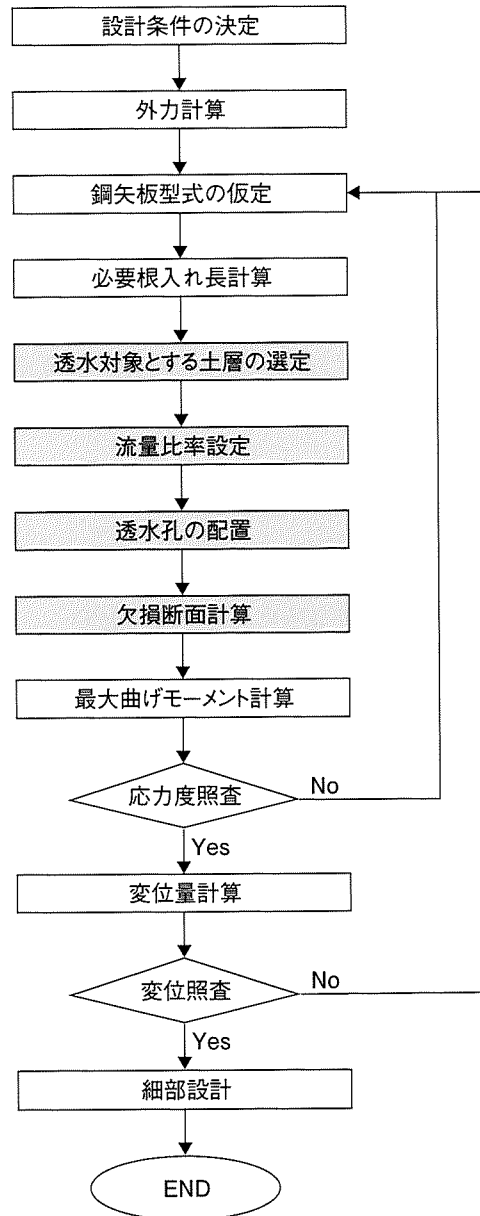 設計条件の決定
外力計算
鋼矢板型式の仮定
必要根入れ長計算
透水対象とする土層の選定
流量比率設定
透水孔の配置
欠損断面計算
最大曲げモーメント計算
応力度照査
No
Yes
変位量計算
変位照査
No
Yes
細部設計
END